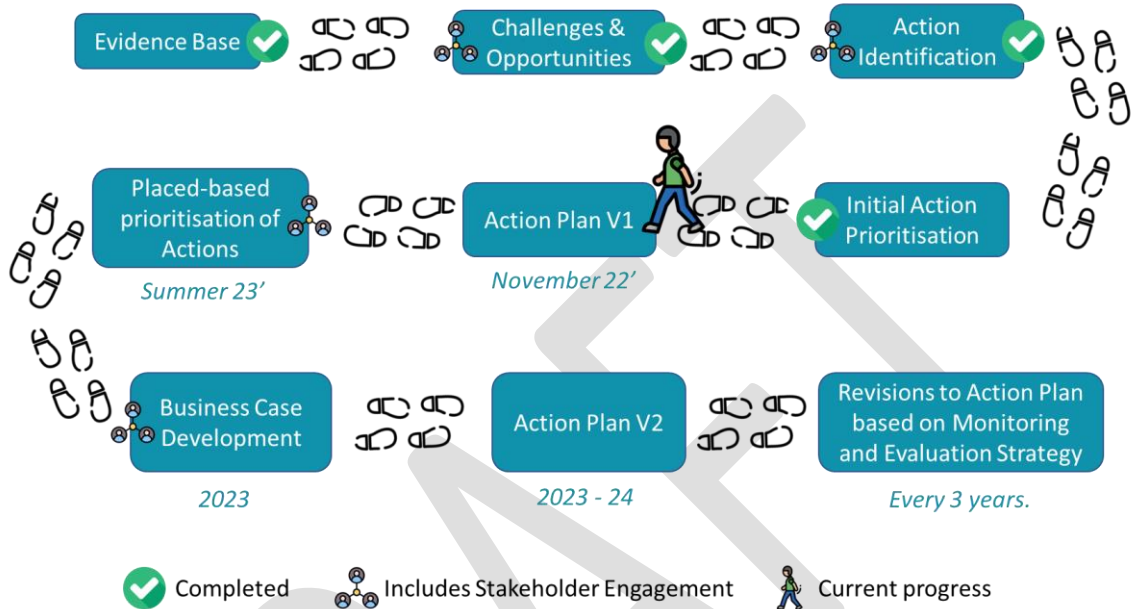 Evidence Base
Challenges &
Opportunities
Action
Identification
Placed-based
prioritisation of
Actions
Summer 23'
Action Plan V1
November 22'
Initial Action
Prioritisation
Business Case
Development
2023
Action Plan V2
2023 - 24
Revisions to Action Plan
based on Monitoring
and Evaluation Strategy
Every 3 years.
Completed
Includes Stakeholder Engagement
Current progress